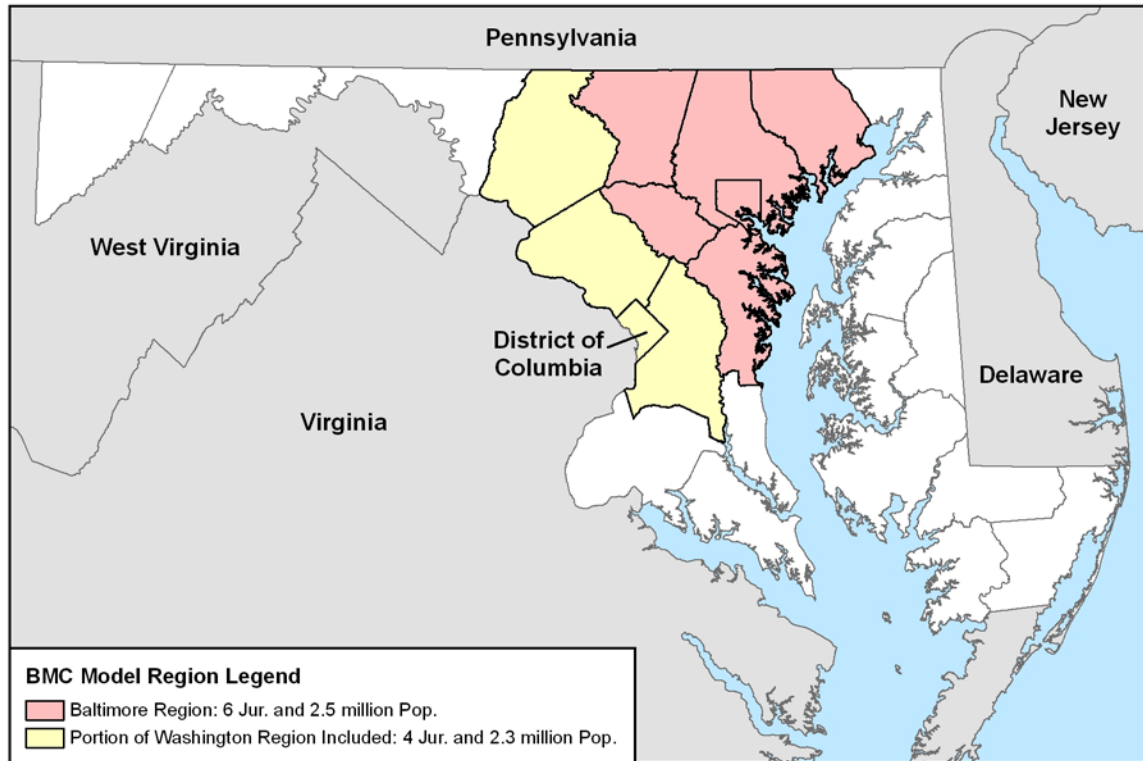 Pennsylvania
New
Jersey
West Virginia
District of
Columbia
Delaware
Virginia
BMC Model Region Legend
Baltimore Region: 6 Jur. and 2.5 million Pop.
Portion of Washington Region Included: 4 Jur. and 2.3 million Pop.